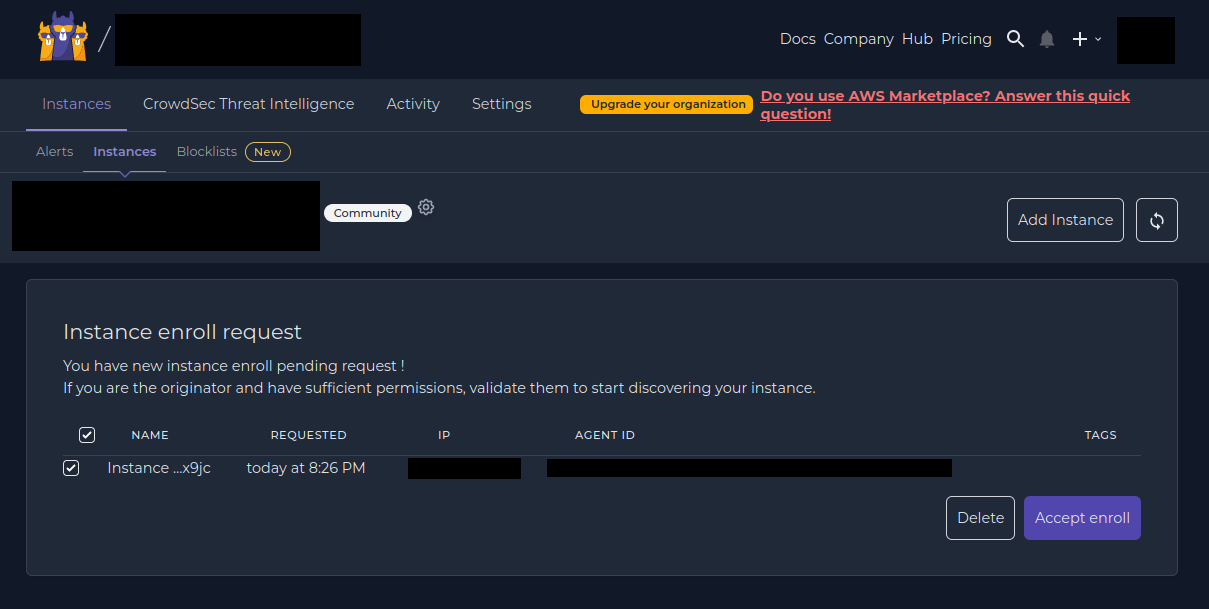 /
Docs Company Hub Pricing
Instances CrowdSec Threat Intelligence Activity Settings
Upgrade your organization
Do you use AWS Marketplace? Answer this quick
question!
Alerts Instances Blocklists New
Community
Add Instance
Instance enroll request
You have new instance enroll pending request !
If you are the originator and have sufficient permissions, validate them to start discovering your instance.
NAME REQUESTED IP AGENT ID TAGS
Instance ...x9jc today at 8:26 PM
Delete Accept enroll